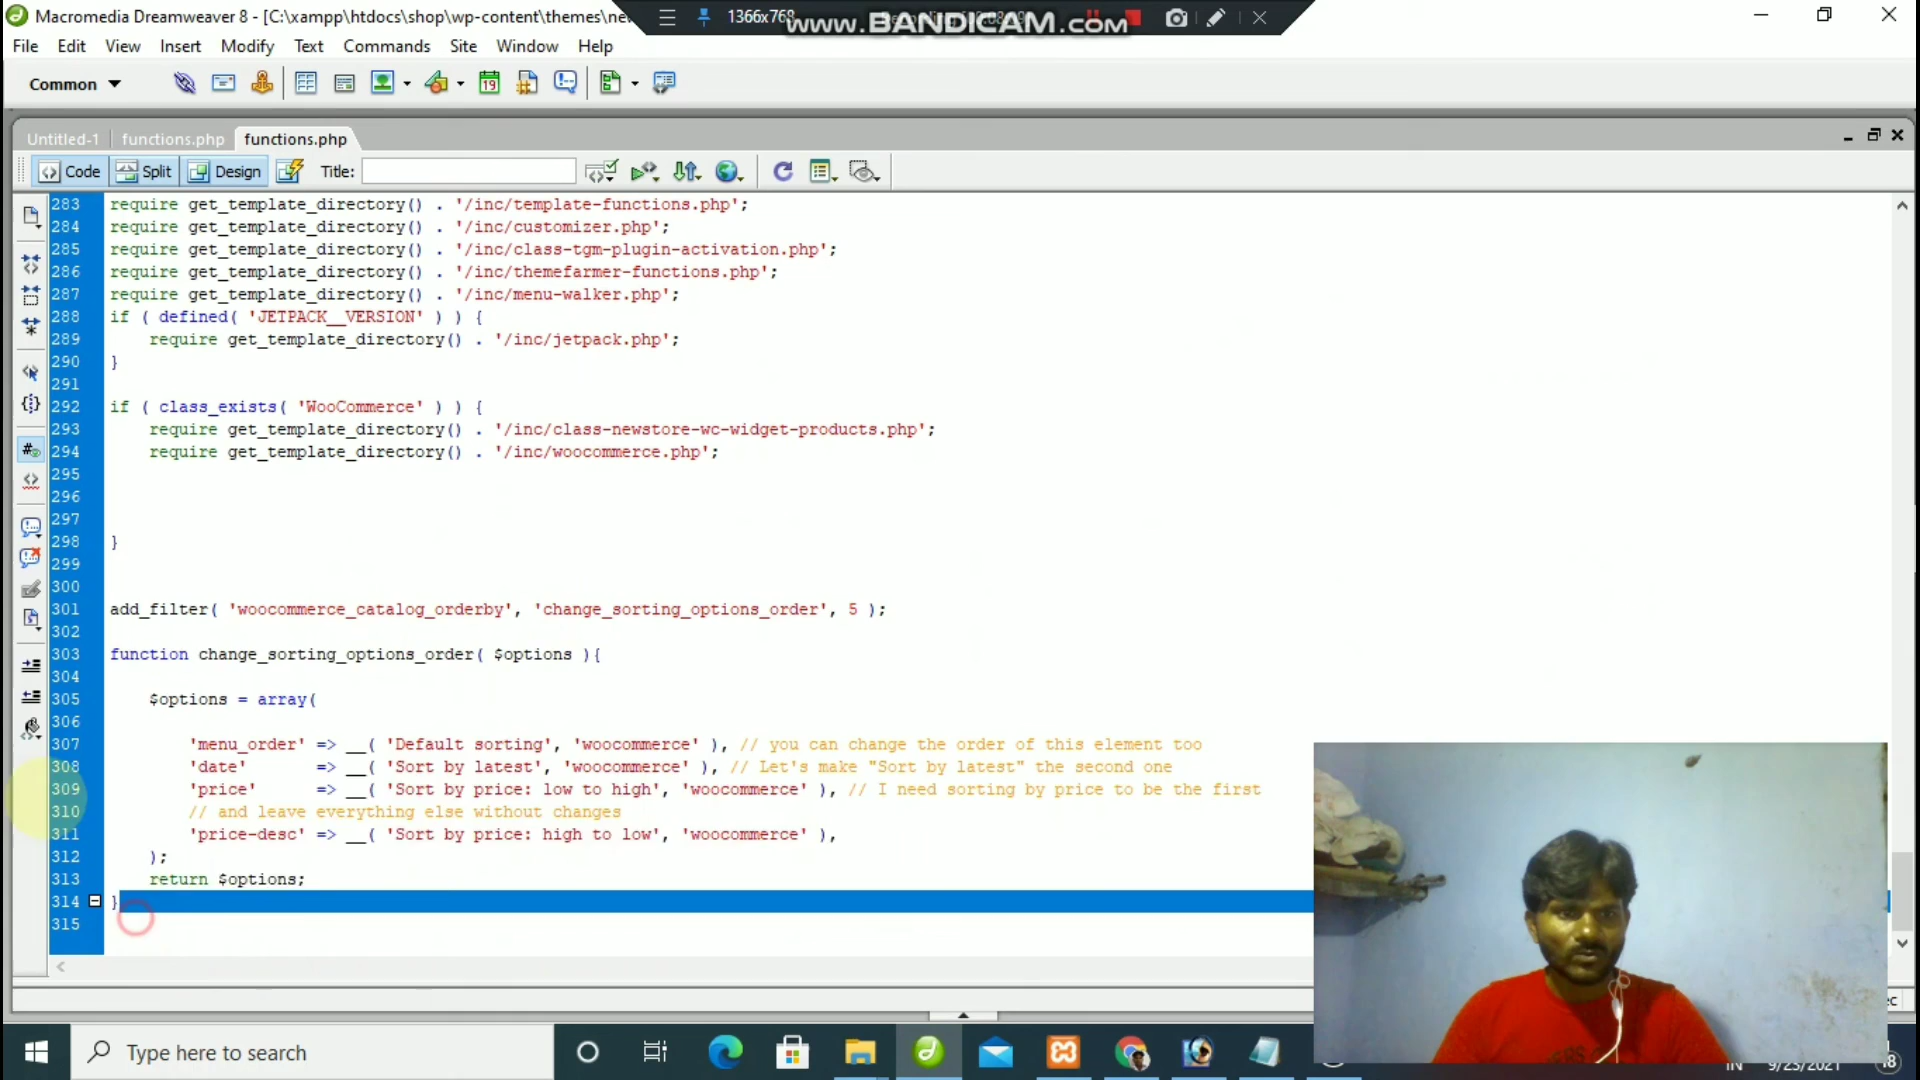 Macromedia Dreamweaver 8 - [C:\xampp\htdocs\shop\wp-content\themes\new
1366x768
www.BANDICAM.com
File Edit View Insert Modify Text Commands Site Window Help
Common
19
Untitled-1 functions.php functions.php
Code Split Design Title:
283 require get_template_directory() . '/inc/template-functions.php';
284 require get_template_directory() . '/inc/customizer.php';
285 require get_template_directory() . '/inc/class-tgm-plugin-activation.php';
286 require get_template_directory() . '/inc/themefarmer-functions.php';
287 require get_template_directory() . '/inc/menu-walker.php';
288 if ( defined( 'JETPACK__VERSION' ) ) {
289 require get_template_directory() . '/inc/jetpack.php';
290 }
291
292 if ( class_exists( 'WooCommerce' ) ) {
293 require get_template_directory() . '/inc/class-newstore-wc-widget-products.php';
294 require get_template_directory() . '/inc/woocommerce.php';
295
296
297
298 }
299
300
301 add_filter( 'woocommerce_catalog_orderby', 'change_sorting_options_order', 5 );
302
303 function change_sorting_options_order( $options ){
304
305 $options = array(
306
307 'menu_order' => __( 'Default sorting', 'woocommerce' ), // you can change the order of this element too
308 'date' => __( 'Sort by latest', 'woocommerce' ), // Let's make "Sort by latest" the second one
309 'price' => __( 'Sort by price: low to high', 'woocommerce' ), // I need sorting by price to be the first
310 // and leave everything else without changes
311 'price-desc' => __( 'Sort by price: high to low', 'woocommerce' ),
312 );
313 return $options;
314 }
315
Type here to search
IN 9/23/2021